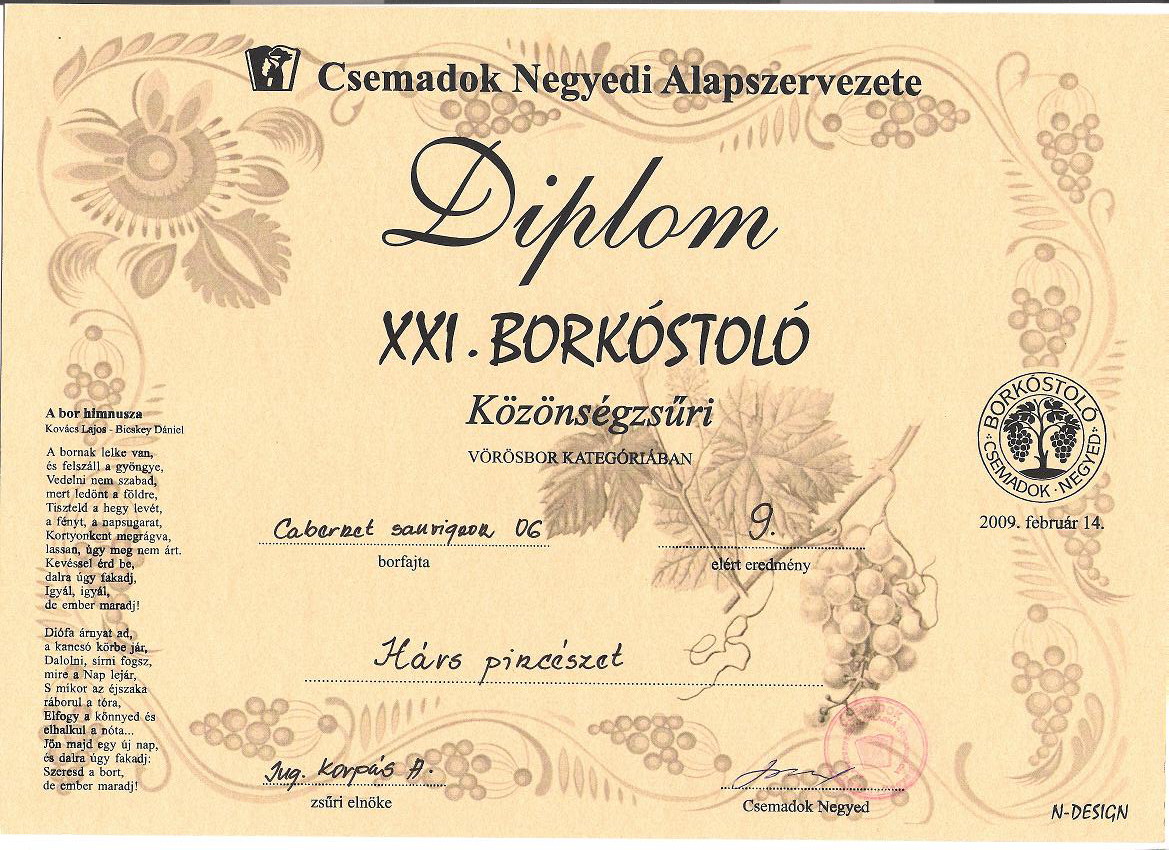 Csemadok Negyedi Alapszervezete
Diplom
XXI. BORKÓSTOLÓ
Közönségzsűri
VÖRÖSBOR KATEGÓRIÁBAN
Cabernet sauvignon 06
borfajta
9.
elért eredmény
Hárs pincészet
Ing. Korpás A.
zsűri elnöke
Csemadok Negyed
BORKÓSTOLÓ
CSEMADOK · NEGYED
2009. február 14.
A bor himnusza
Kovács Lajos - Bicskey Dániel
A bornak lelke van,
és felszáll a gyöngye,
Vedelni nem szabad,
mert ledönt a földre,
Tiszteld a hegy levét,
a fényt, a napsugarat,
Kortyonként megrágva,
lassan, úgy meg nem árt.
Kevéssel érd be,
dalra úgy fakadj,
Igyál, igyál,
de ember maradj!
Diófa árnyat ad,
a kancsó körbe jár,
Dalolni, sírni fogsz,
mire a Nap lejár,
S mikor az éjszaka
ráborul a tóra,
Elfogy a könnyed és
elhalkul a nóta...
Jön majd egy új nap,
és dalra úgy fakadj:
Szeresd a bort,
de ember maradj!
N-DESIGN